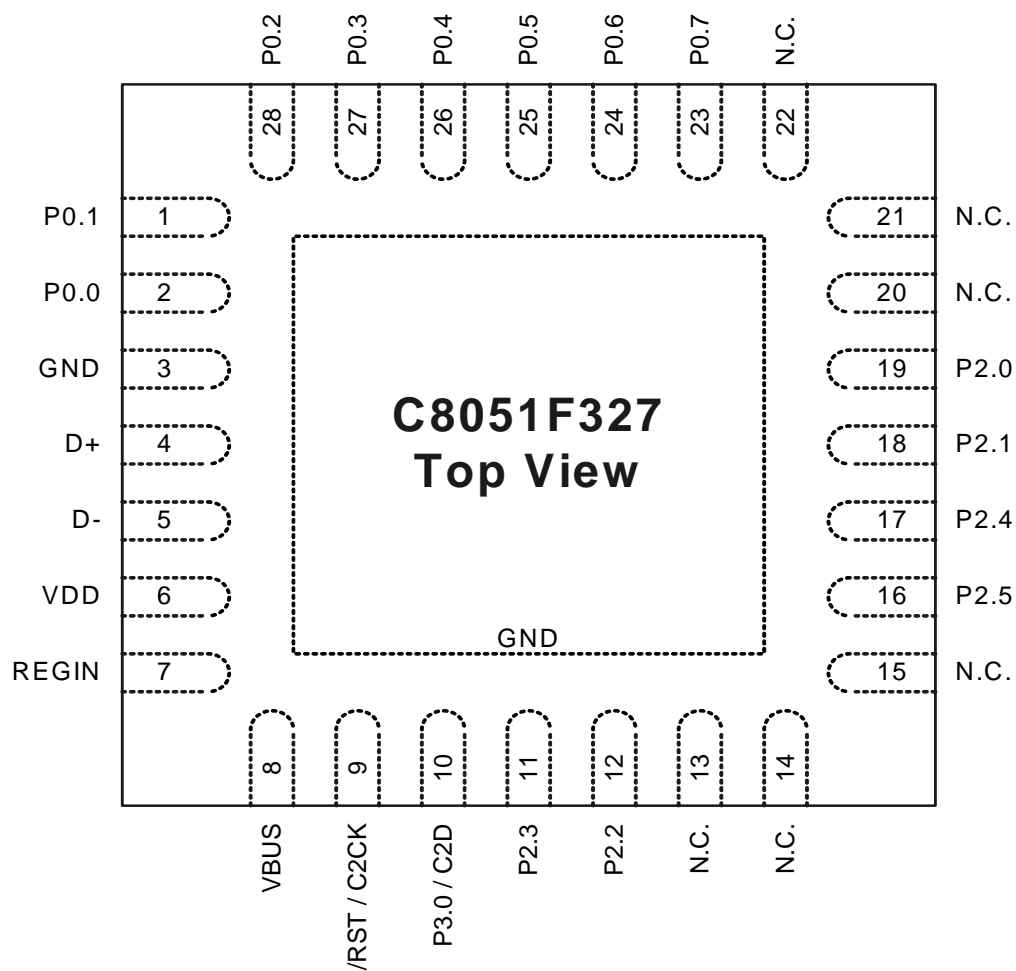 P0.2
P0.3
P0.4
P0.5
P0.6
P0.7
N.C.
28
27
26
25
24
23
22
P0.1 1
21 N.C.
P0.0 2
20 N.C.
GND 3
19 P2.0
C8051F327
Top View
D+ 4
18 P2.1
D- 5
17 P2.4
VDD 6
16 P2.5
GND
REGIN 7
15 N.C.
8
9
10
11
12
13
14
VBUS
/RST / C2CK
P3.0 / C2D
P2.3
P2.2
N.C.
N.C.